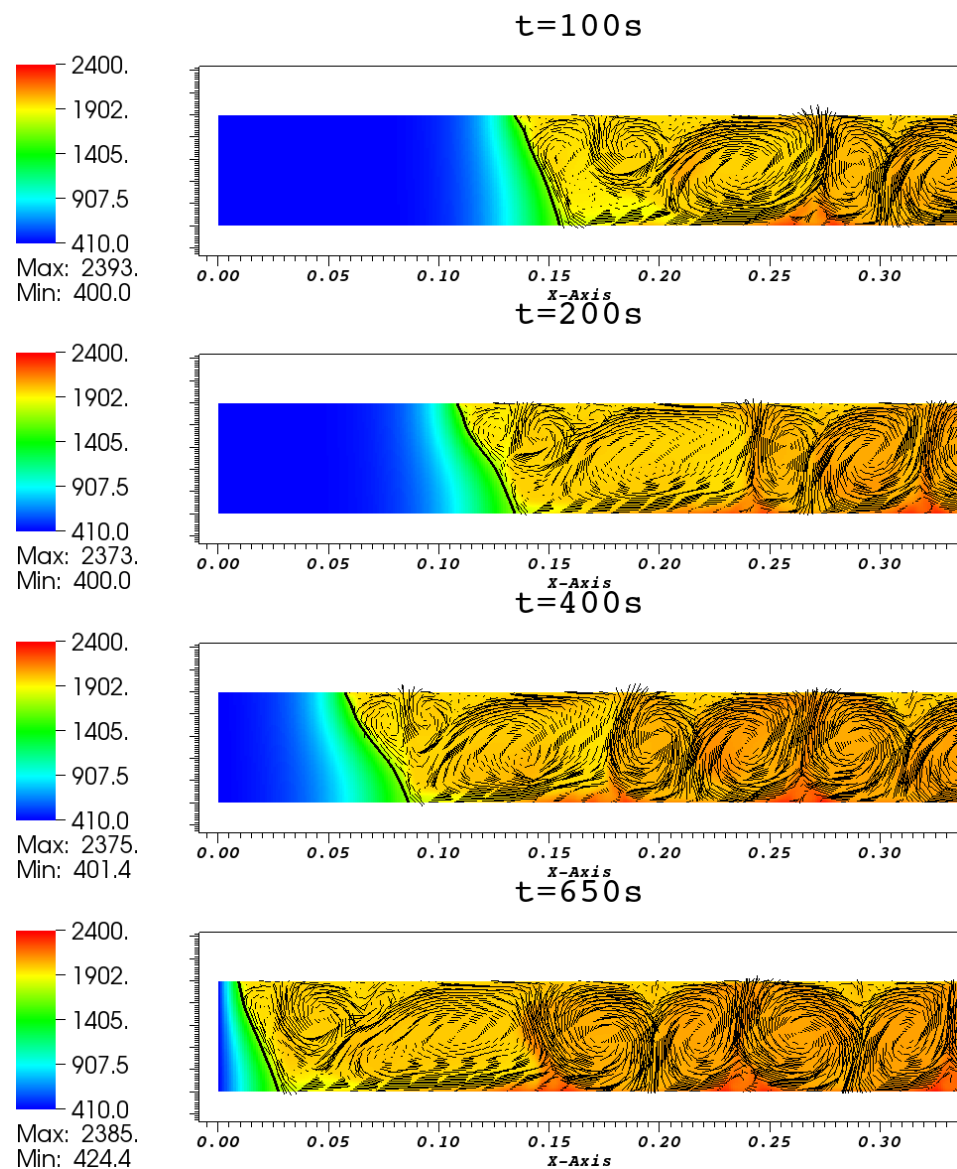 t=100s
2400.
1902.
1405.
907.5
410.0
Max: 2393.
Min: 400.0
0.00 0.05 0.10 0.15 0.20 0.25 0.30
X-Axis
t=200s
2400.
1902.
1405.
907.5
410.0
Max: 2373.
Min: 400.0
0.00 0.05 0.10 0.15 0.20 0.25 0.30
X-Axis
t=400s
2400.
1902.
1405.
907.5
410.0
Max: 2375.
Min: 401.4
0.00 0.05 0.10 0.15 0.20 0.25 0.30
X-Axis
t=650s
2400.
1902.
1405.
907.5
410.0
Max: 2385.
Min: 424.4
0.00 0.05 0.10 0.15 0.20 0.25 0.30
X-Axis